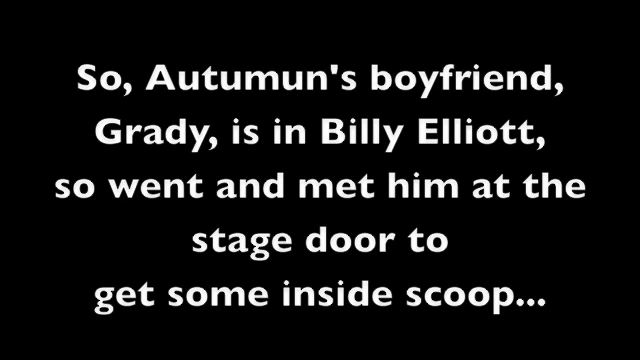 So, Autumun's boyfriend,
Grady, is in Billy Elliott,
so went and met him at the
stage door to
get some inside scoop...